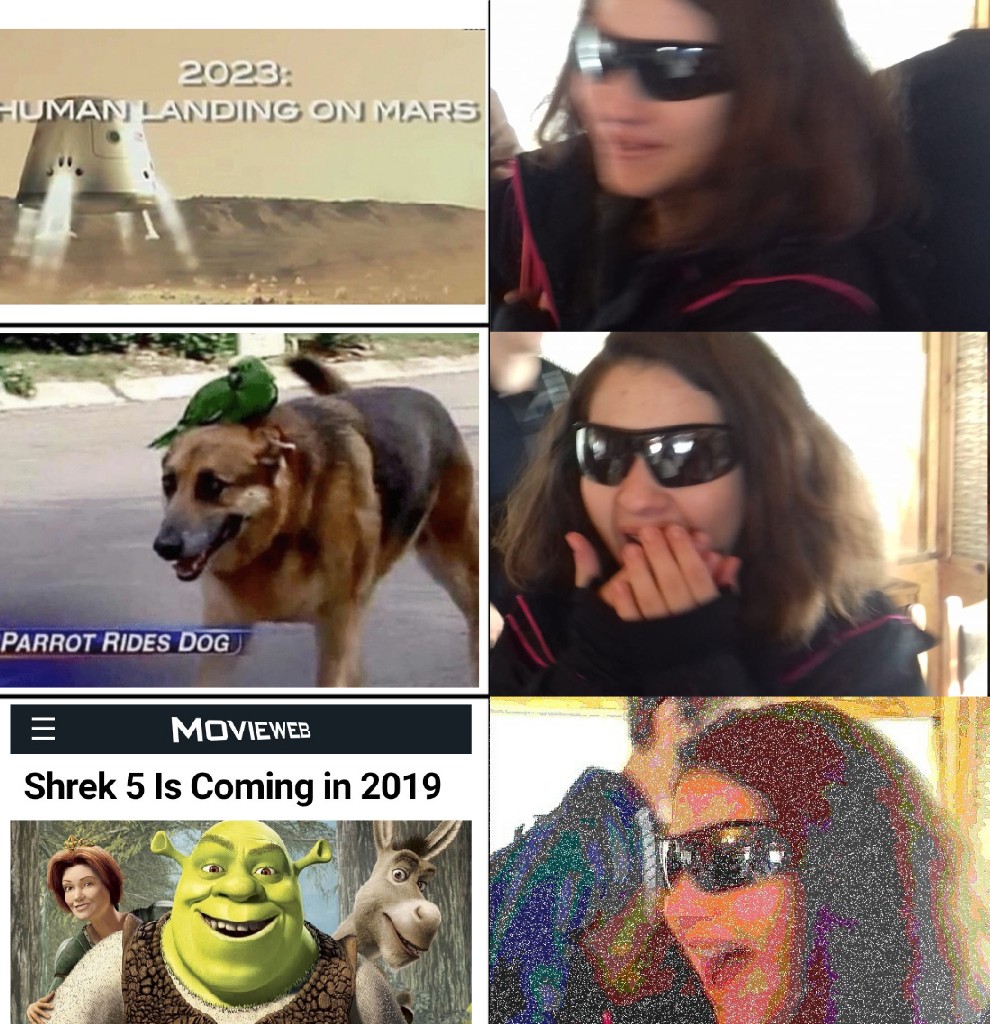 2023:
HUMAN LANDING ON MARS
PARROT RIDES DOG
MOVIEWEB
Shrek 5 Is Coming in 2019